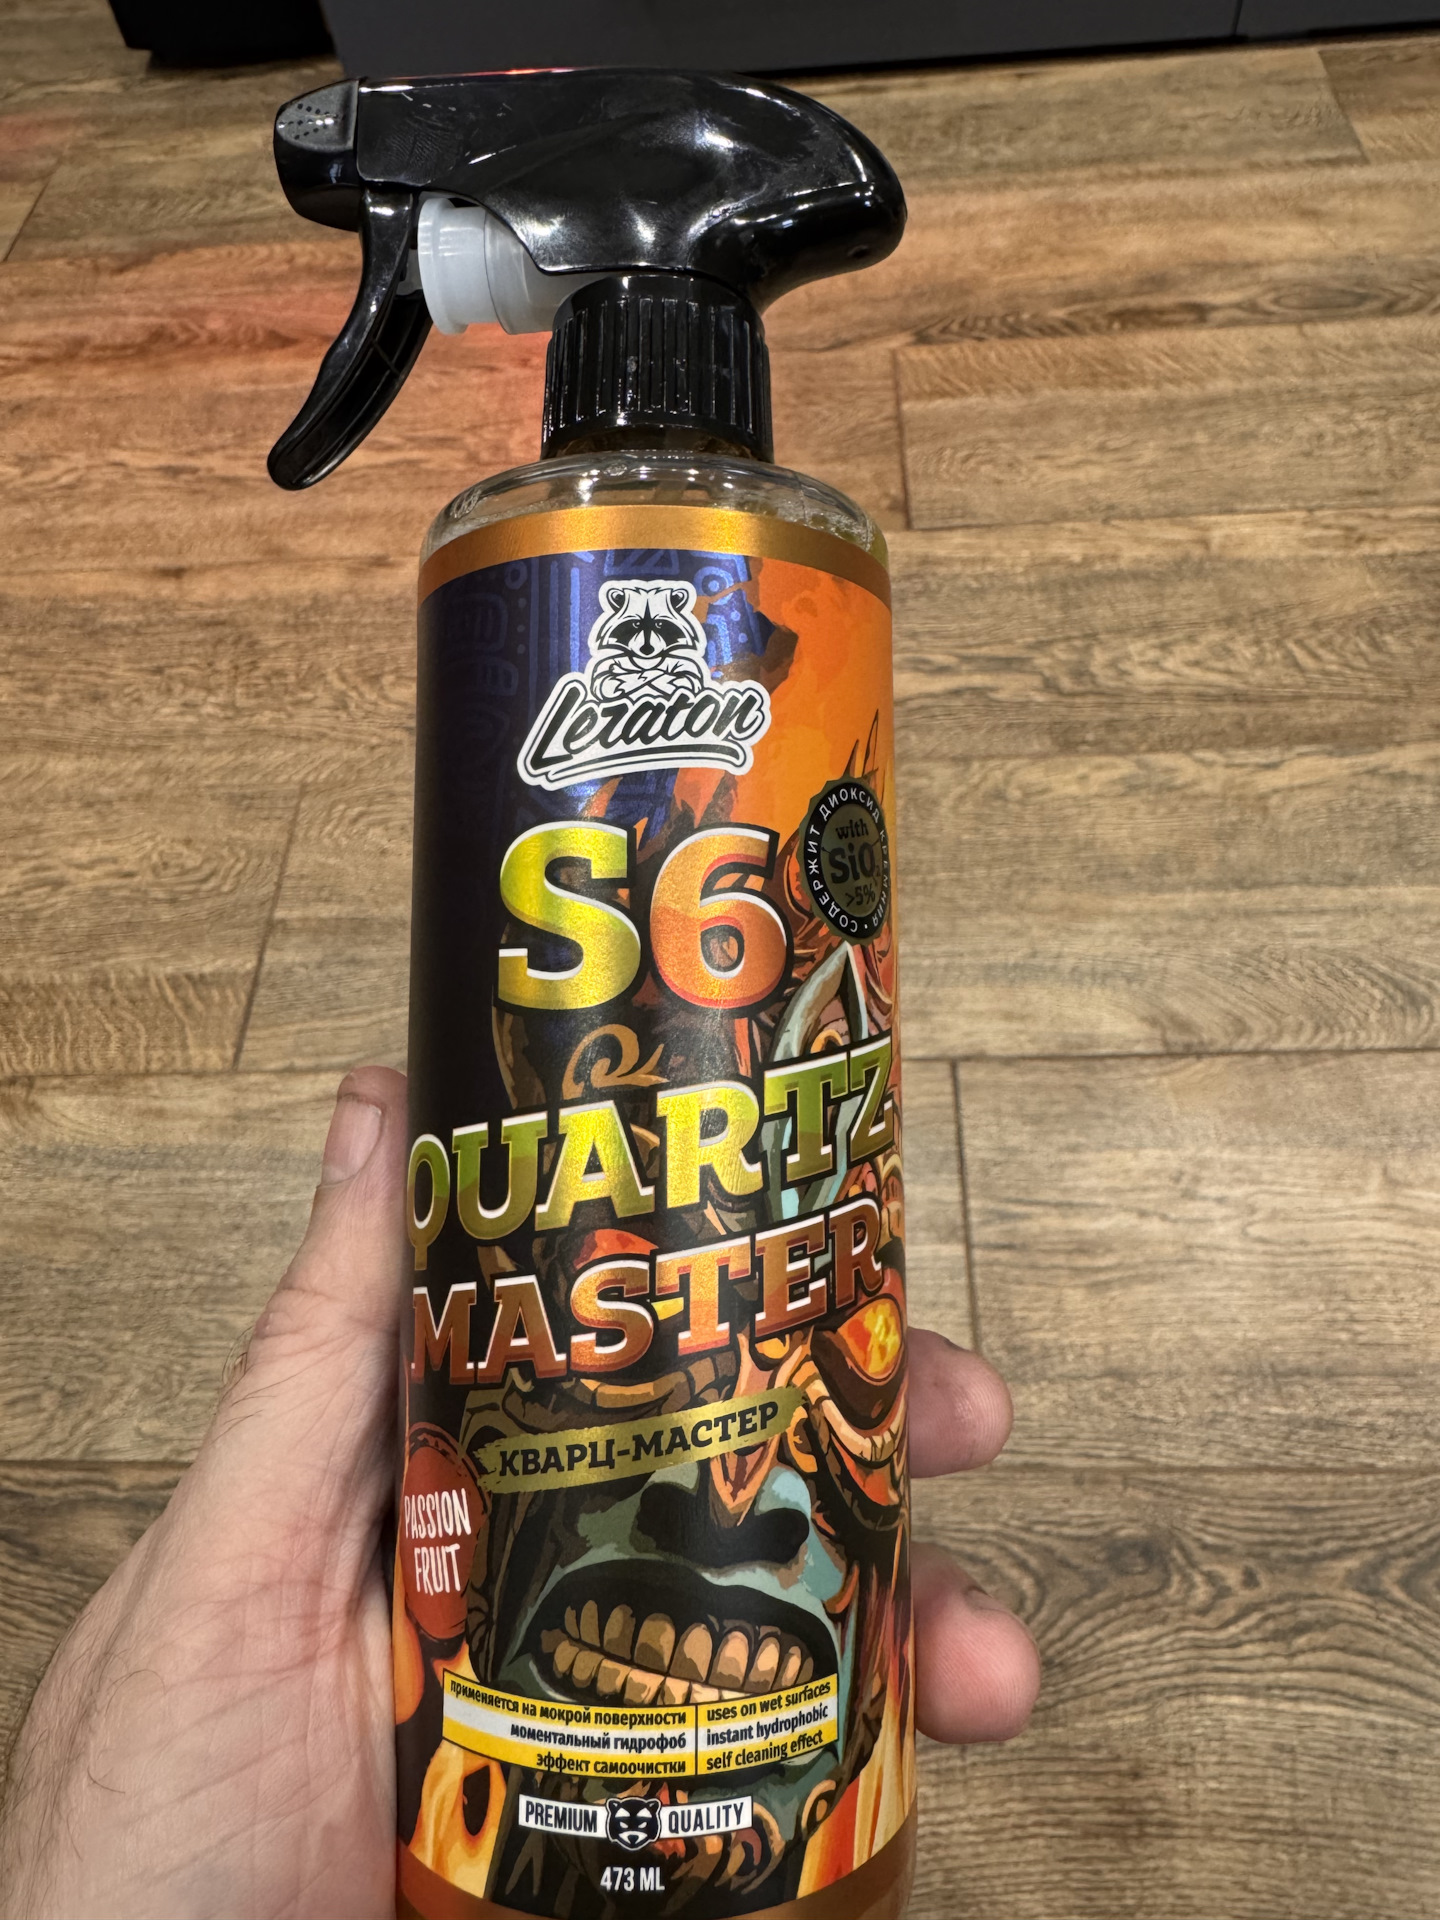 Leraton
S6
СОДЕРЖИТ ДИОКСИД КРЕМНИЯ
with
SiO₂
>5%
QUARTZ
MASTER
КВАРЦ-МАСТЕР
PASSION
FRUIT
применяется на мокрой поверхности
моментальный гидрофоб
эффект самоочистки
uses on wet surfaces
instant hydrophobic
self cleaning effect
PREMIUM QUALITY
473 ML